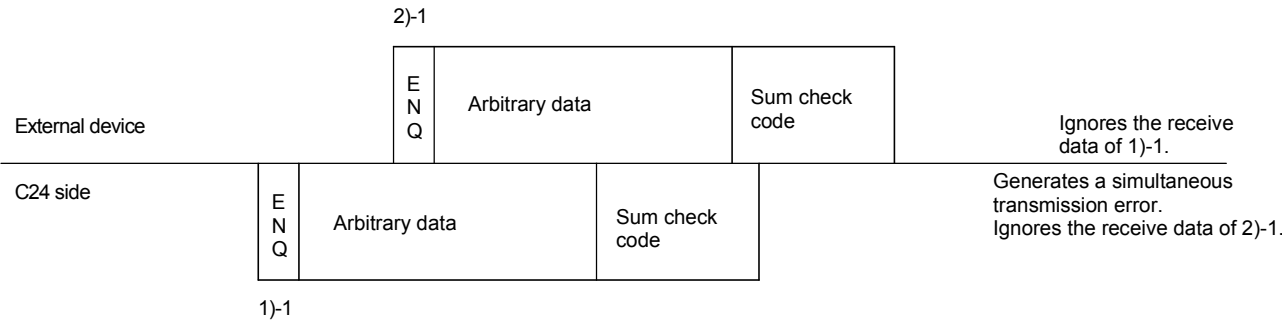 2)-1
E
N
Q
Arbitrary data
Sum check
code
External device
Ignores the receive
data of 1)-1.
C24 side
E
N
Q
Arbitrary data
Sum check
code
Generates a simultaneous
transmission error.
Ignores the receive data of 2)-1.
1)-1